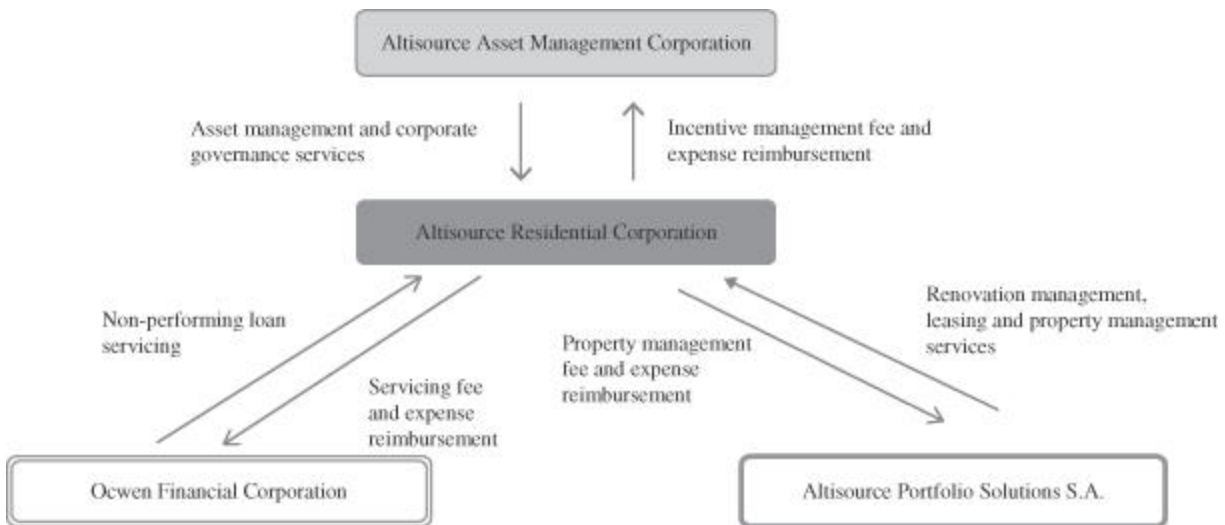 Altisource Asset Management Corporation
Asset management and corporate
governance services
Incentive management fee and
expense reimbursement
Altisource Residential Corporation
Non-performing loan
servicing
Servicing fee
and expense
reimbursement
Property management
fee and expense
reimbursement
Renovation management,
leasing and property management
services
Ocwen Financial Corporation
Altisource Portfolio Solutions S.A.